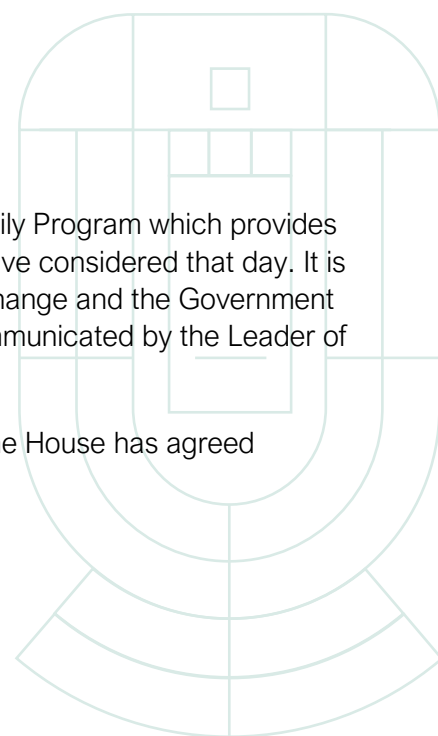 ily Program which provides
ve considered that day. It is
hange and the Government
nmunicated by the Leader of
ne House has agreed